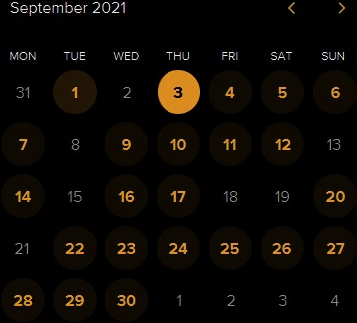 September 2021 < >
MON TUE WED THU FRI SAT SUN
31 1 2 3 4 5 6
7 8 9 10 11 12 13
14 15 16 17 18 19 20
21 22 23 24 25 26 27
28 29 30 1 2 3 4